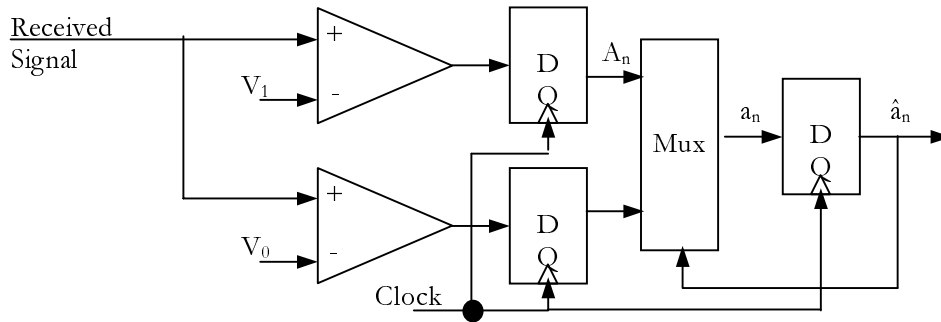 Received
Signal
+
V1
-
D
Q
An
Mux
an
D
Q
ân
+
V0
-
D
Q
Clock